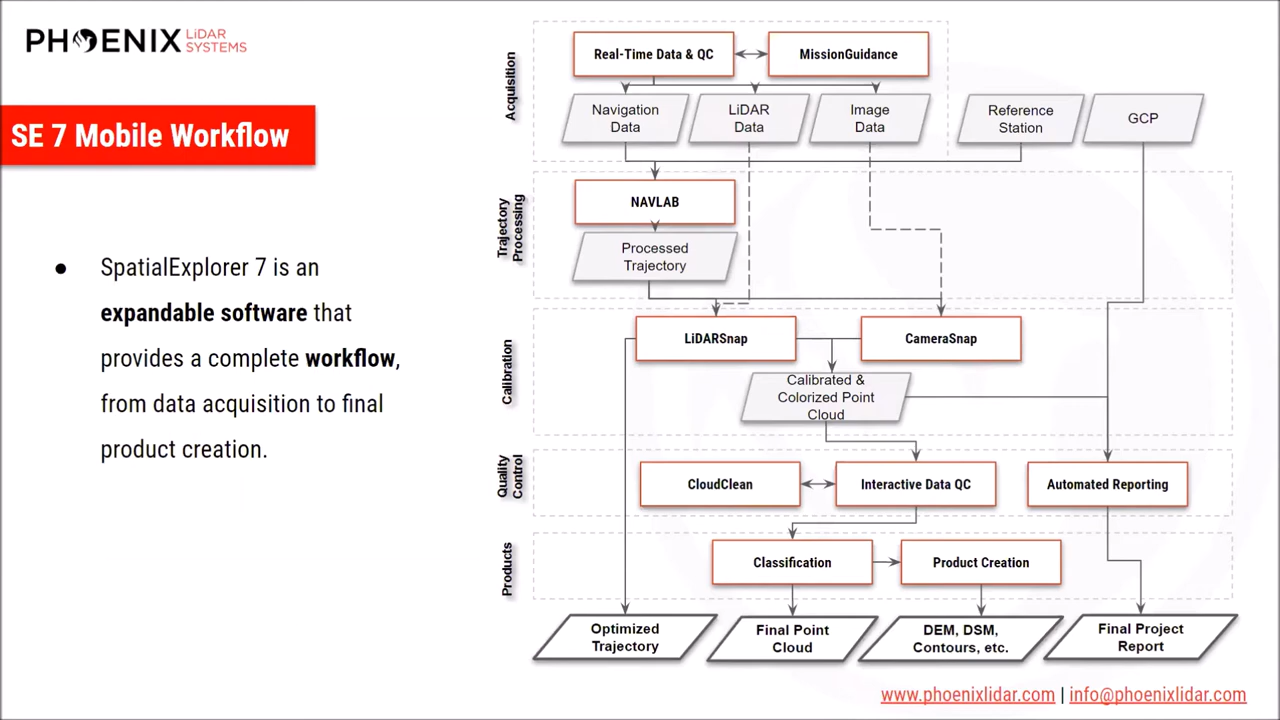 PHOENIX LiDAR
SYSTEMS
SE 7 Mobile Workflow
● SpatialExplorer 7 is an
expandable software that
provides a complete workflow,
from data acquisition to final
product creation.
Acquisition
Real-Time Data & QC
MissionGuidance
Navigation
Data
LiDAR
Data
Image
Data
Reference
Station
GCP
Trajectory
Processing
NAVLAB
Processed
Trajectory
Calibration
LiDARSnap
CameraSnap
Calibrated &
Colorized Point
Cloud
Quality
Control
CloudClean
Interactive Data QC
Automated Reporting
Products
Classification
Product Creation
Optimized
Trajectory
Final Point
Cloud
DEM, DSM,
Contours, etc.
Final Project
Report
www.phoenixlidar.com | info@phoenixlidar.com